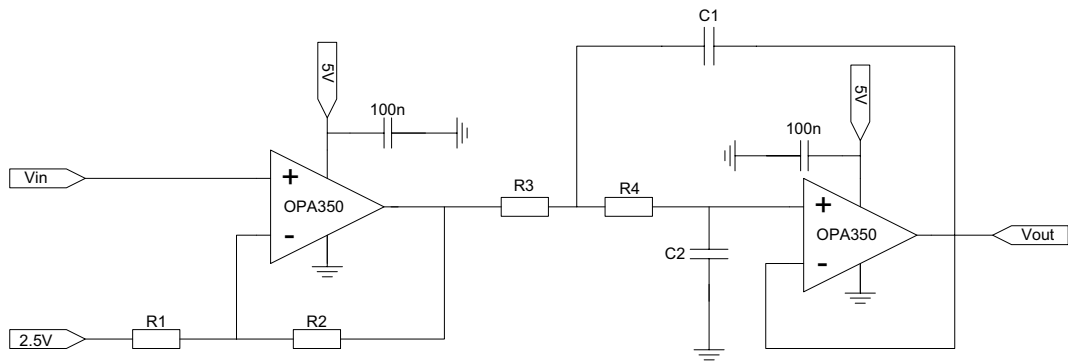 C1
5V
100n
5V
100n
Vin
+
OPA350
-
R3
R4
+
OPA350
-
C2
Vout
2.5V
R1
R2